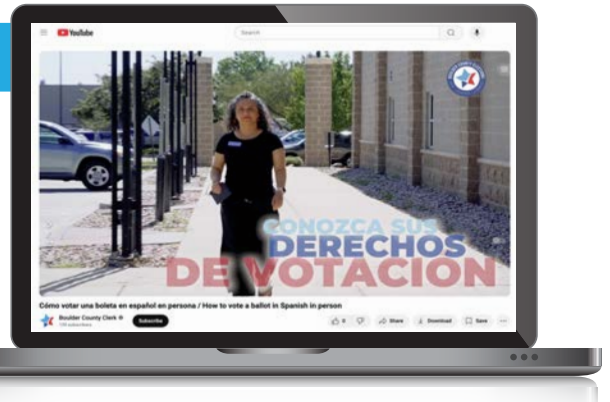 YouTube
Search
CONOZCA SUS
DERECHOS
DE VOTACIÓN
Cómo votar una boleta en español en persona / How to vote a ballot in Spanish in person
Boulder County Clerk
Subscribe
Share
Download
Save